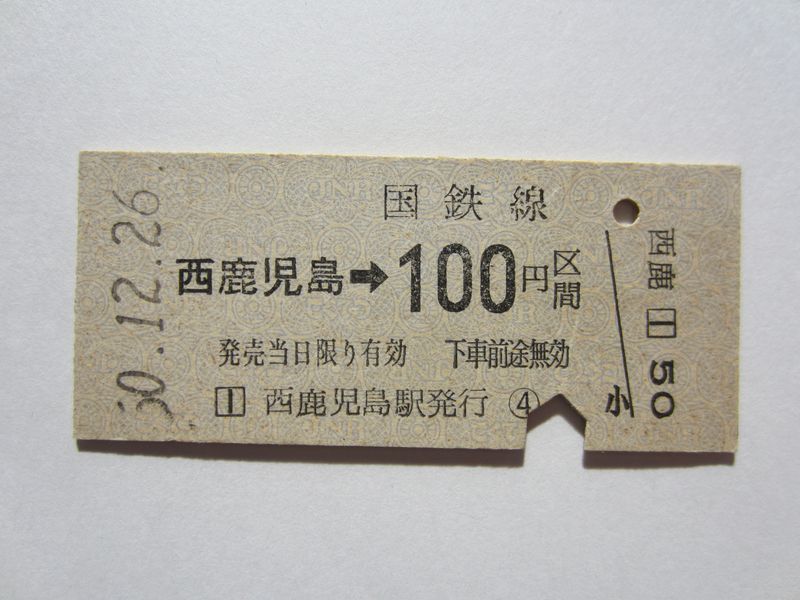 国鉄線
西鹿児島➡100円区間
発売当日限り有効 下車前途無効
Ⅰ 西鹿児島駅発行 ④
50.12.26.
西鹿 Ⅰ 50
小